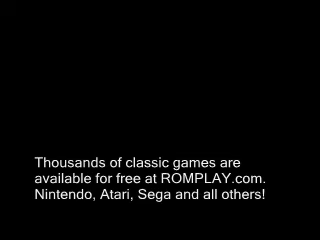 Thousands of classic games are
available for free at ROMPLAY.com.
Nintendo, Atari, Sega and all others!